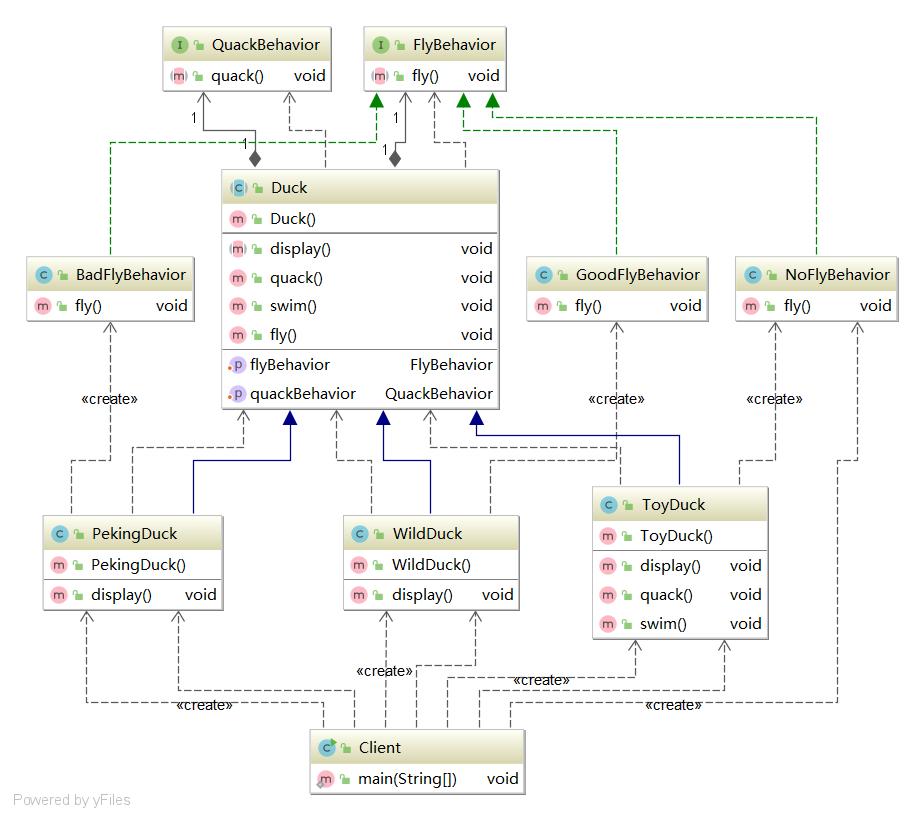 QuackBehavior
quack() void
FlyBehavior
fly() void
1
1
1
1
Duck
Duck()
display() void
quack() void
swim() void
fly() void
flyBehavior FlyBehavior
quackBehavior QuackBehavior
BadFlyBehavior
fly() void
GoodFlyBehavior
fly() void
NoFlyBehavior
fly() void
«create»
«create»
«create»
PekingDuck
PekingDuck()
display() void
WildDuck
WildDuck()
display() void
ToyDuck
ToyDuck()
display() void
quack() void
swim() void
«create»
«create»
«create»
«create»
Client
main(String[]) void
Powered by yFiles